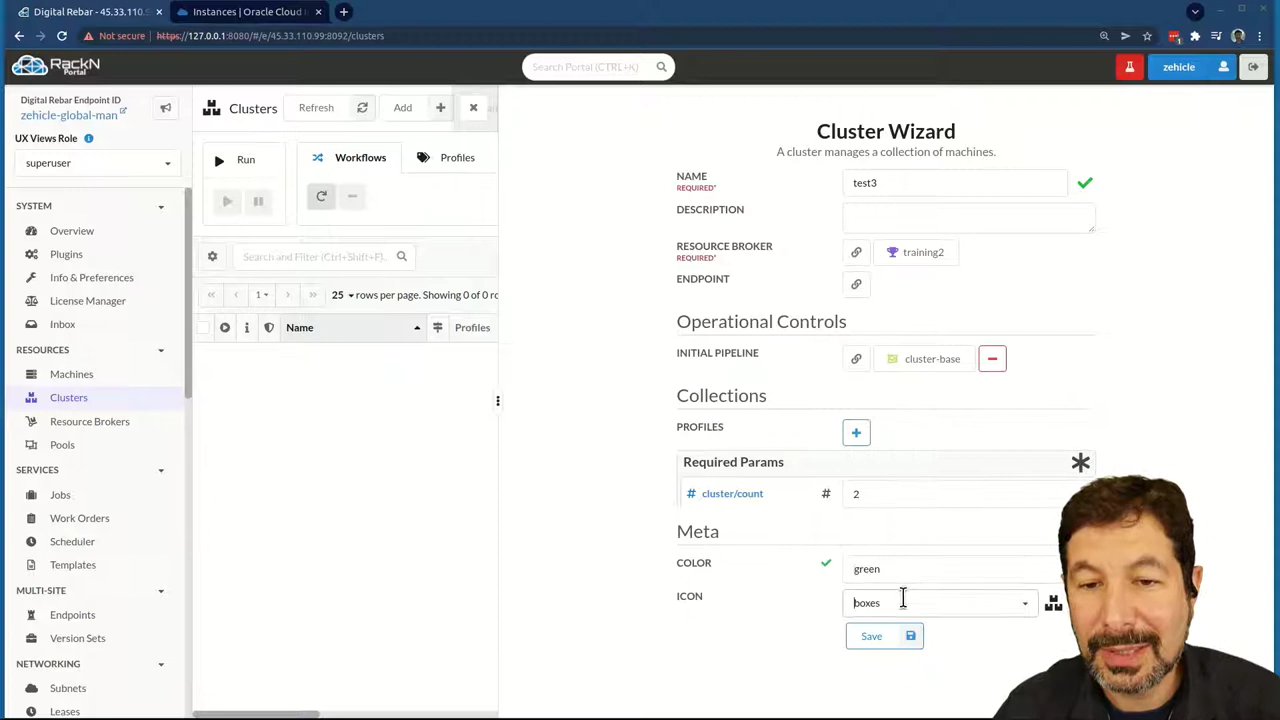 Digital Rebar (45.33.110.9
Instances | Oracle Cloud I
Not secure https://127.0.0.1:8080/#/e/45.33.110.99:8092/clusters
RackN
Portal
Search Portal (CTRL+K)
zehicle
Digital Rebar Endpoint ID
zehicle-global-man
UX Views Role
superuser
SYSTEM
Overview
Plugins
Info & Preferences
License Manager
Inbox
RESOURCES
Machines
Clusters
Resource Brokers
Pools
SERVICES
Jobs
Work Orders
Scheduler
Templates
MULTI-SITE
Endpoints
Version Sets
NETWORKING
Subnets
Leases
Clusters
Refresh
Add
Run
Workflows
Profiles
Search and Filter (Ctrl+Shift+F).
1
25 rows per page. Showing 0 of 0 ro
Name
Profiles
Cluster Wizard
A cluster manages a collection of machines.
NAME
REQUIRED*
test3
DESCRIPTION
RESOURCE BROKER
REQUIRED*
training2
ENDPOINT
Operational Controls
INITIAL PIPELINE
cluster-base
Collections
PROFILES
Required Params
# cluster/count # 2
Meta
COLOR
green
ICON
boxes
Save